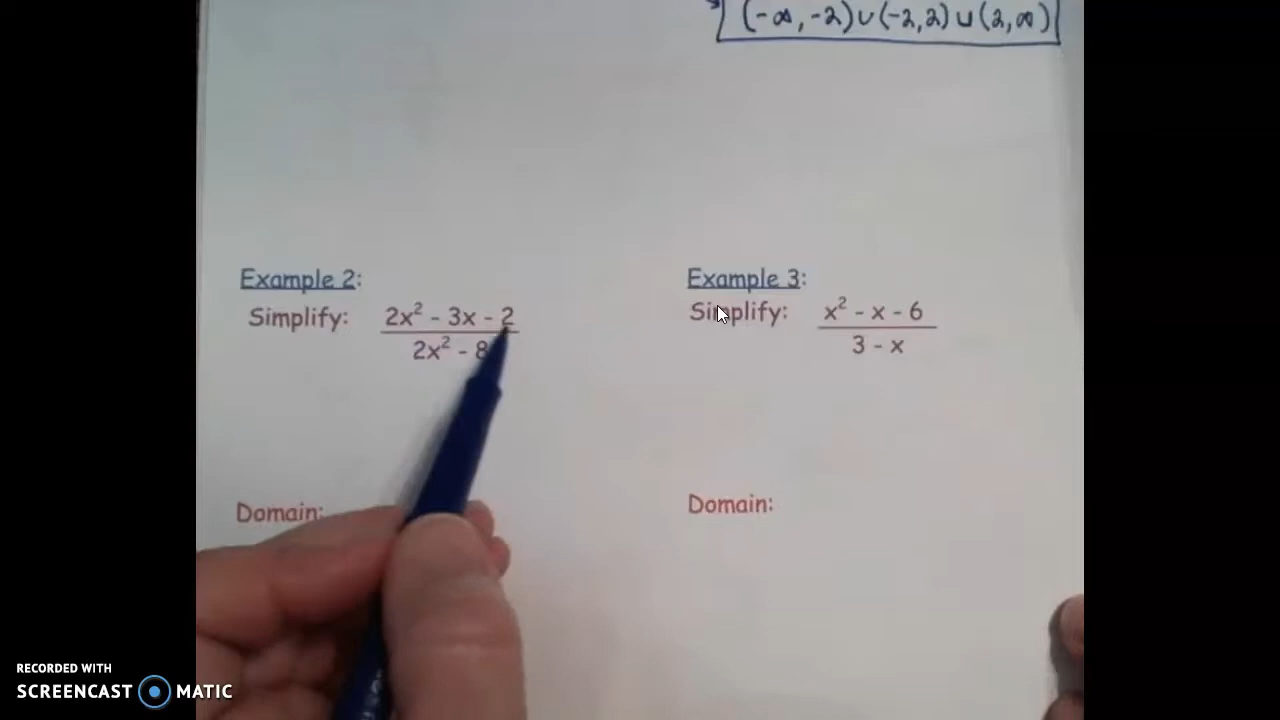 (-∞, -2) ∪ (-2, 2) ∪ (2, ∞)
Example 2:
Simplify: 2x² - 3x - 2
2x² - 8
Domain:
Example 3:
Simplify: x² - x - 6
3 - x
Domain:
RECORDED WITH
SCREENCAST MATIC